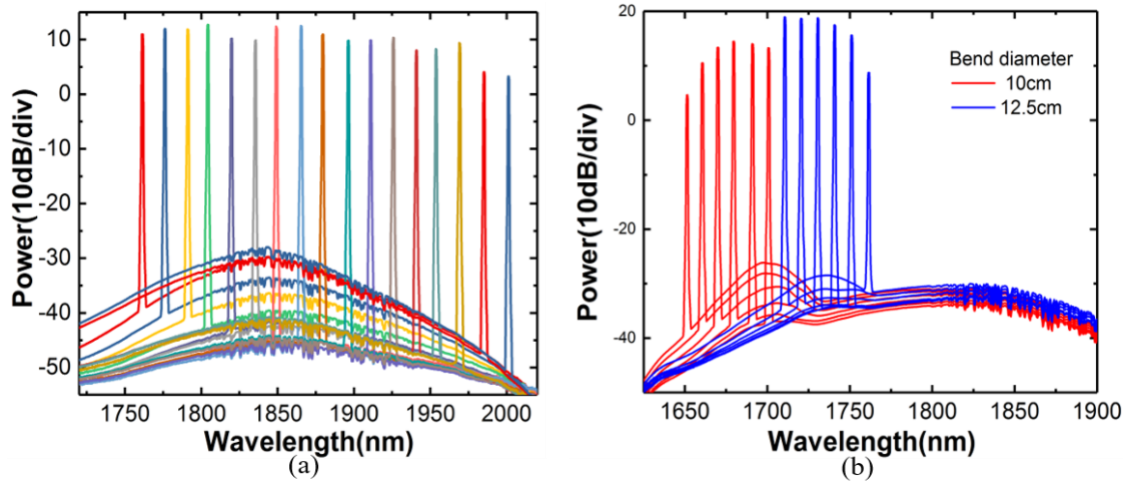 Power(10dB/div)
10
0
-10
-20
-30
-40
-50
1750
1800
1850
1900
1950
2000
Wavelength(nm)
(a)
Power(10dB/div)
20
0
-20
-40
Bend diameter
10cm
12.5cm
1650
1700
1750
1800
1850
1900
Wavelength(nm)
(b)